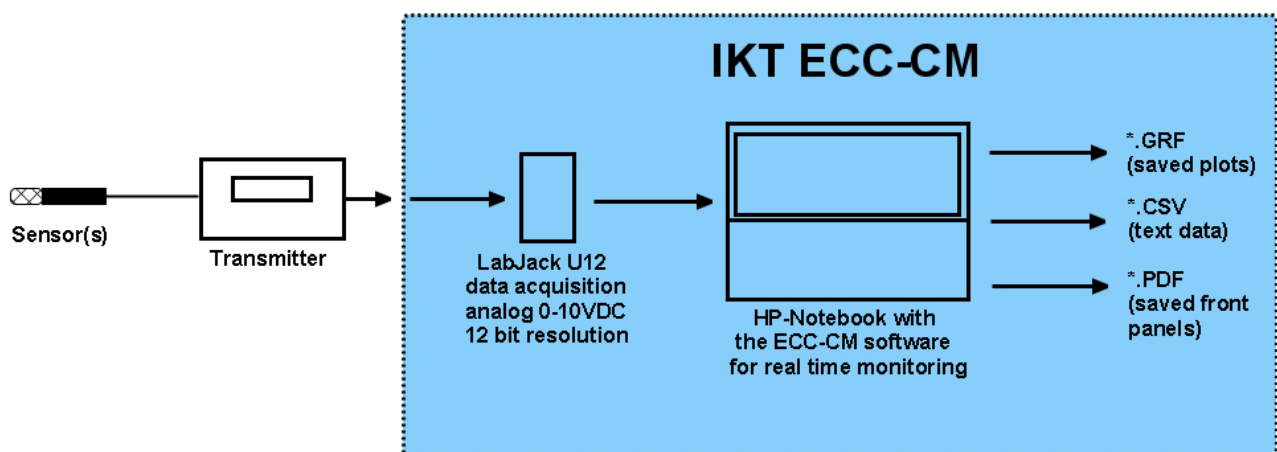 IKT ECC-CM
Sensor(s)
Transmitter
LabJack U12
data acquisition
analog 0-10VDC
12 bit resolution
HP-Notebook with
the ECC-CM software
for real time monitoring
*.GRF
(saved plots)
*.CSV
(text data)
*.PDF
(saved front
panels)